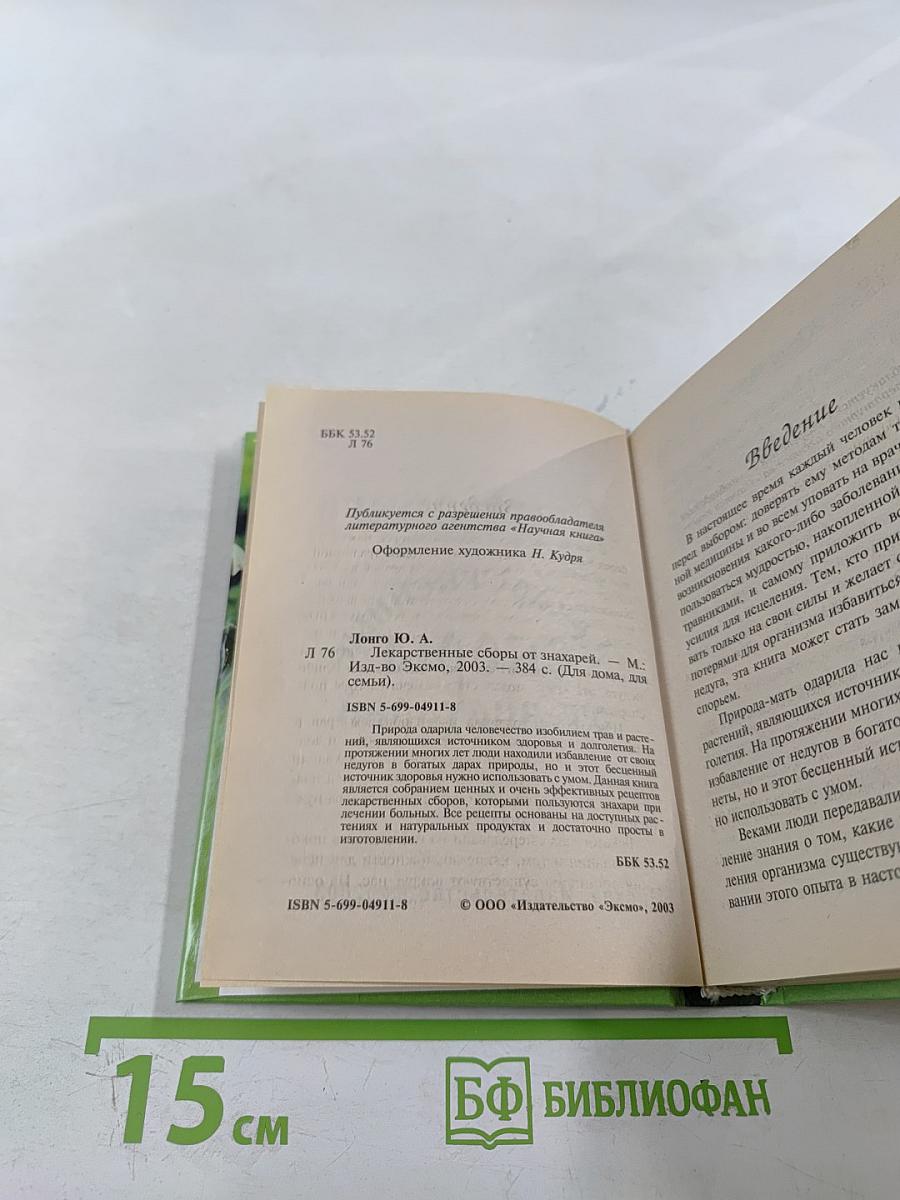 ББК 53.52
Л 76
Публикуется с разрешения правообладателя
литературного агентства «Научная книга»
Оформление художника Н. Кудря
Лонго Ю. А.
Л 76 Лекарственные сборы от знахарей. — М.:
Изд-во Эксмо, 2003. — 384 с. (Для дома, для
семьи).
ISBN 5-699-04911-8
Природа одарила человечество изобилием трав и расте-
ний, являющихся источником здоровья и долголетия. На
протяжении многих лет люди находили избавление от своих
недугов в богатых дарах природы, но и этот бесценный
источник здоровья нужно использовать с умом. Данная книга
является собранием ценных и очень эффективных рецептов
лекарственных сборов, которыми пользуются знахари при
лечении больных. Все рецепты основаны на доступных рас-
тениях и натуральных продуктах и достаточно просты в
изготовлении.
ББК 53.52
ISBN 5-699-04911-8 © ООО «Издательство «Эксмо», 2003
Введение
В настоящее время каждый человек
перед выбором: доверять ему методам
ной медицины и во всем уповать на
возникновения какого-либо
пользоваться мудростью, накопленной
травниками, и самому приложить
усилия для исцеления. Тем, кто
вать только на свои силы и желает
потерями для организма избавиться
недуга, эта книга может стать
спорьем.
Природа-мать одарила нас
растений, являющихся
голетия. На протяжении многих
избавление от недугов в
неты, но и этот бесценный
но использовать с умом.
Веками люди передавали
ление знания о том, какие
ления организма
вании этого опыта в
15 см
БФ БИБЛИОФАН